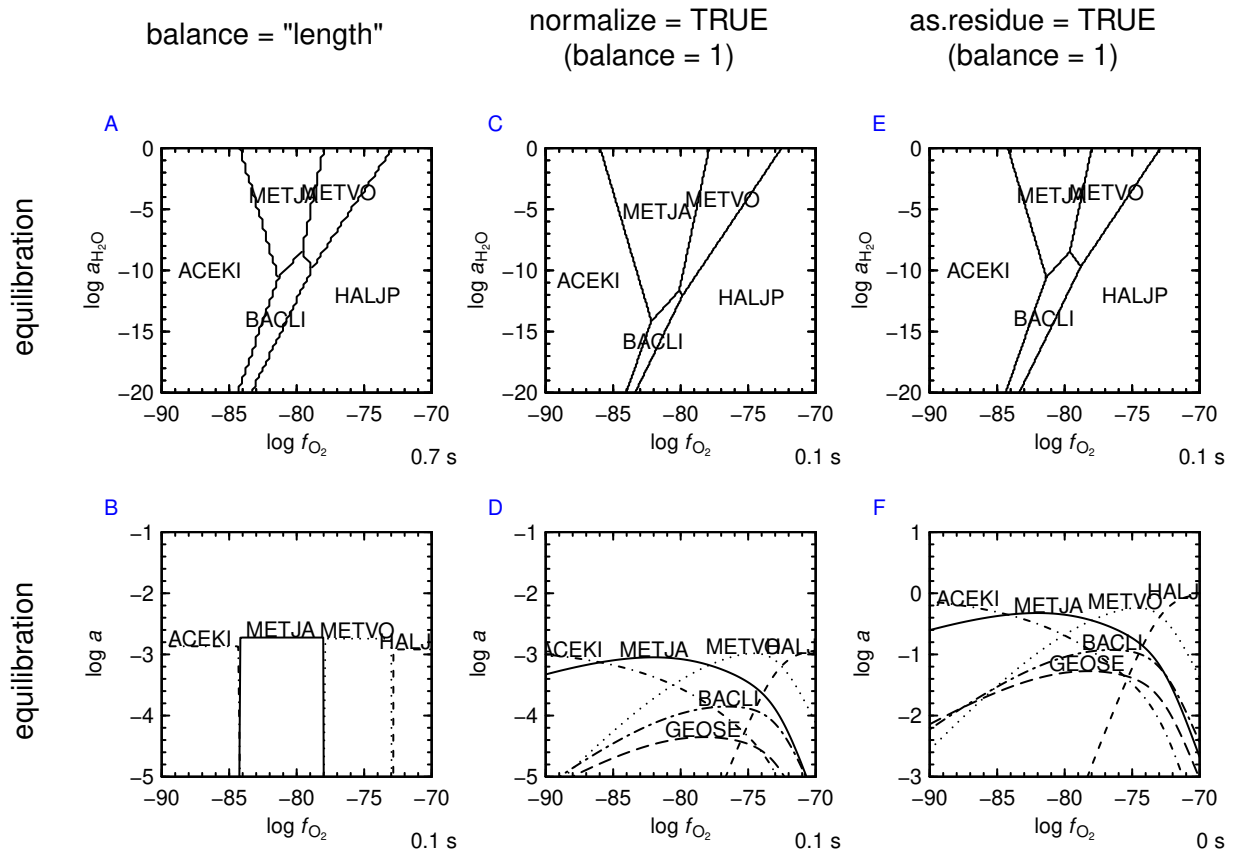 balance = "length"
normalize = TRUE
(balance = 1)
as.residue = TRUE
(balance = 1)
equilibration
A
0
−5
−10
−15
−20
log aH2O
ACEKI
METJA
METVO
BACLI
HALJP
−90 −85 −80 −75 −70
log fO2
0.7 s
C
0
−5
−10
−15
−20
log aH2O
METJA
METVO
ACEKI
HALJP
BACLI
−90 −85 −80 −75 −70
log fO2
0.1 s
E
0
−5
−10
−15
−20
log aH2O
METJA
METVO
ACEKI
HALJP
BACLI
−90 −85 −80 −75 −70
log fO2
0.1 s
equilibration
B
−1
−2
−3
−4
−5
log a
ACEKI
METJA
METVO
HALJ
−90 −85 −80 −75 −70
log fO2
0.1 s
D
−1
−2
−3
−4
−5
log a
ACEKI
METJA
METVO
HALJ
BACLI
GEOSE
−90 −85 −80 −75 −70
log fO2
0.1 s
F
1
0
−1
−2
−3
log a
ACEKI
METJA
METVO
HALJ
BACLI
GEOSE
−90 −85 −80 −75 −70
log fO2
0 s